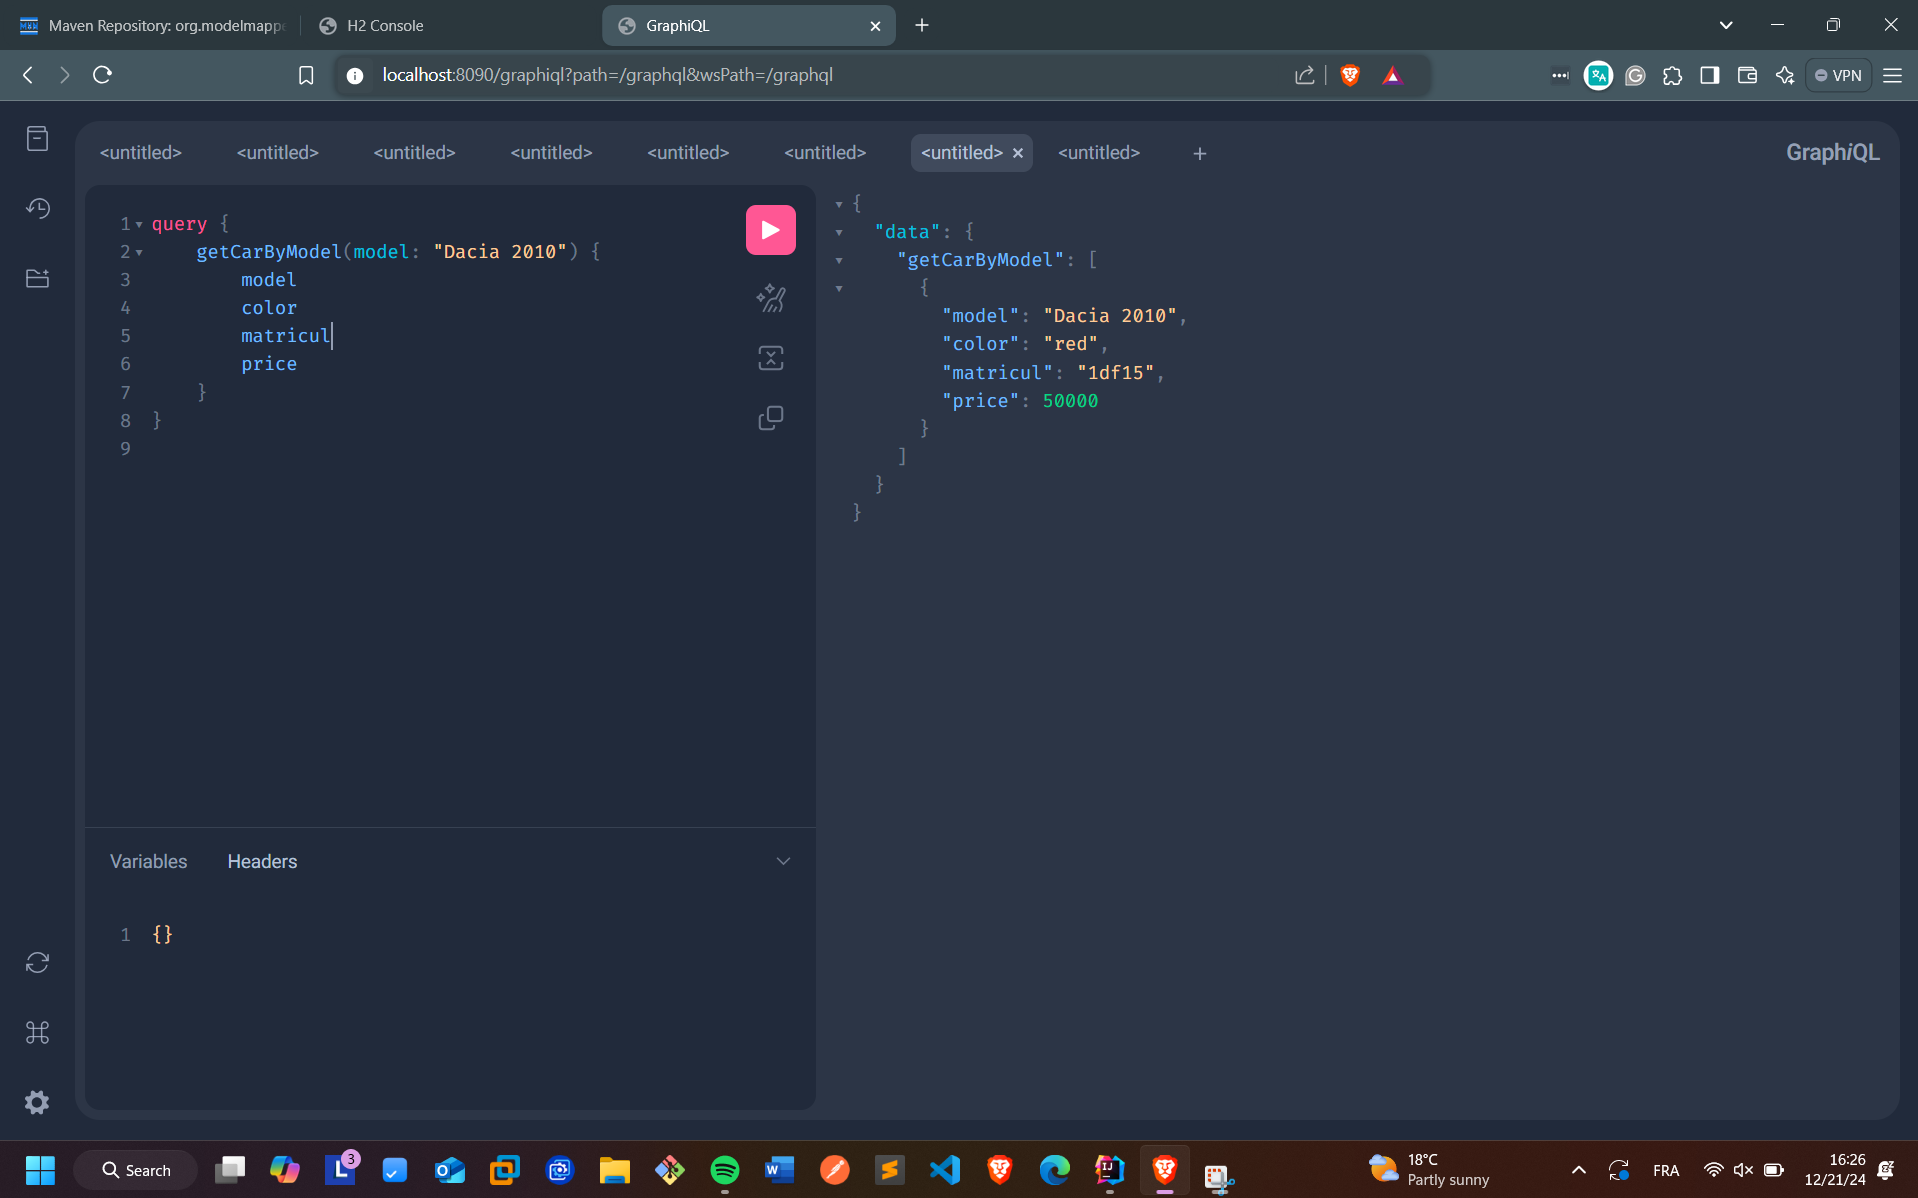 Maven Repository: org.modelmappe
H2 Console
GraphiQL
localhost:8090/graphiql?path=/graphql&wsPath=/graphql
VPN
<untitled> <untitled> <untitled> <untitled> <untitled> <untitled> <untitled> <untitled>
GraphiQL
1 query {
2 getCarByModel(model: "Dacia 2010") {
3 model
4 color
5 matricul
6 price
7 }
8 }
9
{
"data": {
"getCarByModel": [
{
"model": "Dacia 2010",
"color": "red",
"matricul": "1df15",
"price": 50000
}
]
}
}
Variables Headers
1 {}
Search
3
18°C
Partly sunny
FRA
16:26
12/21/24